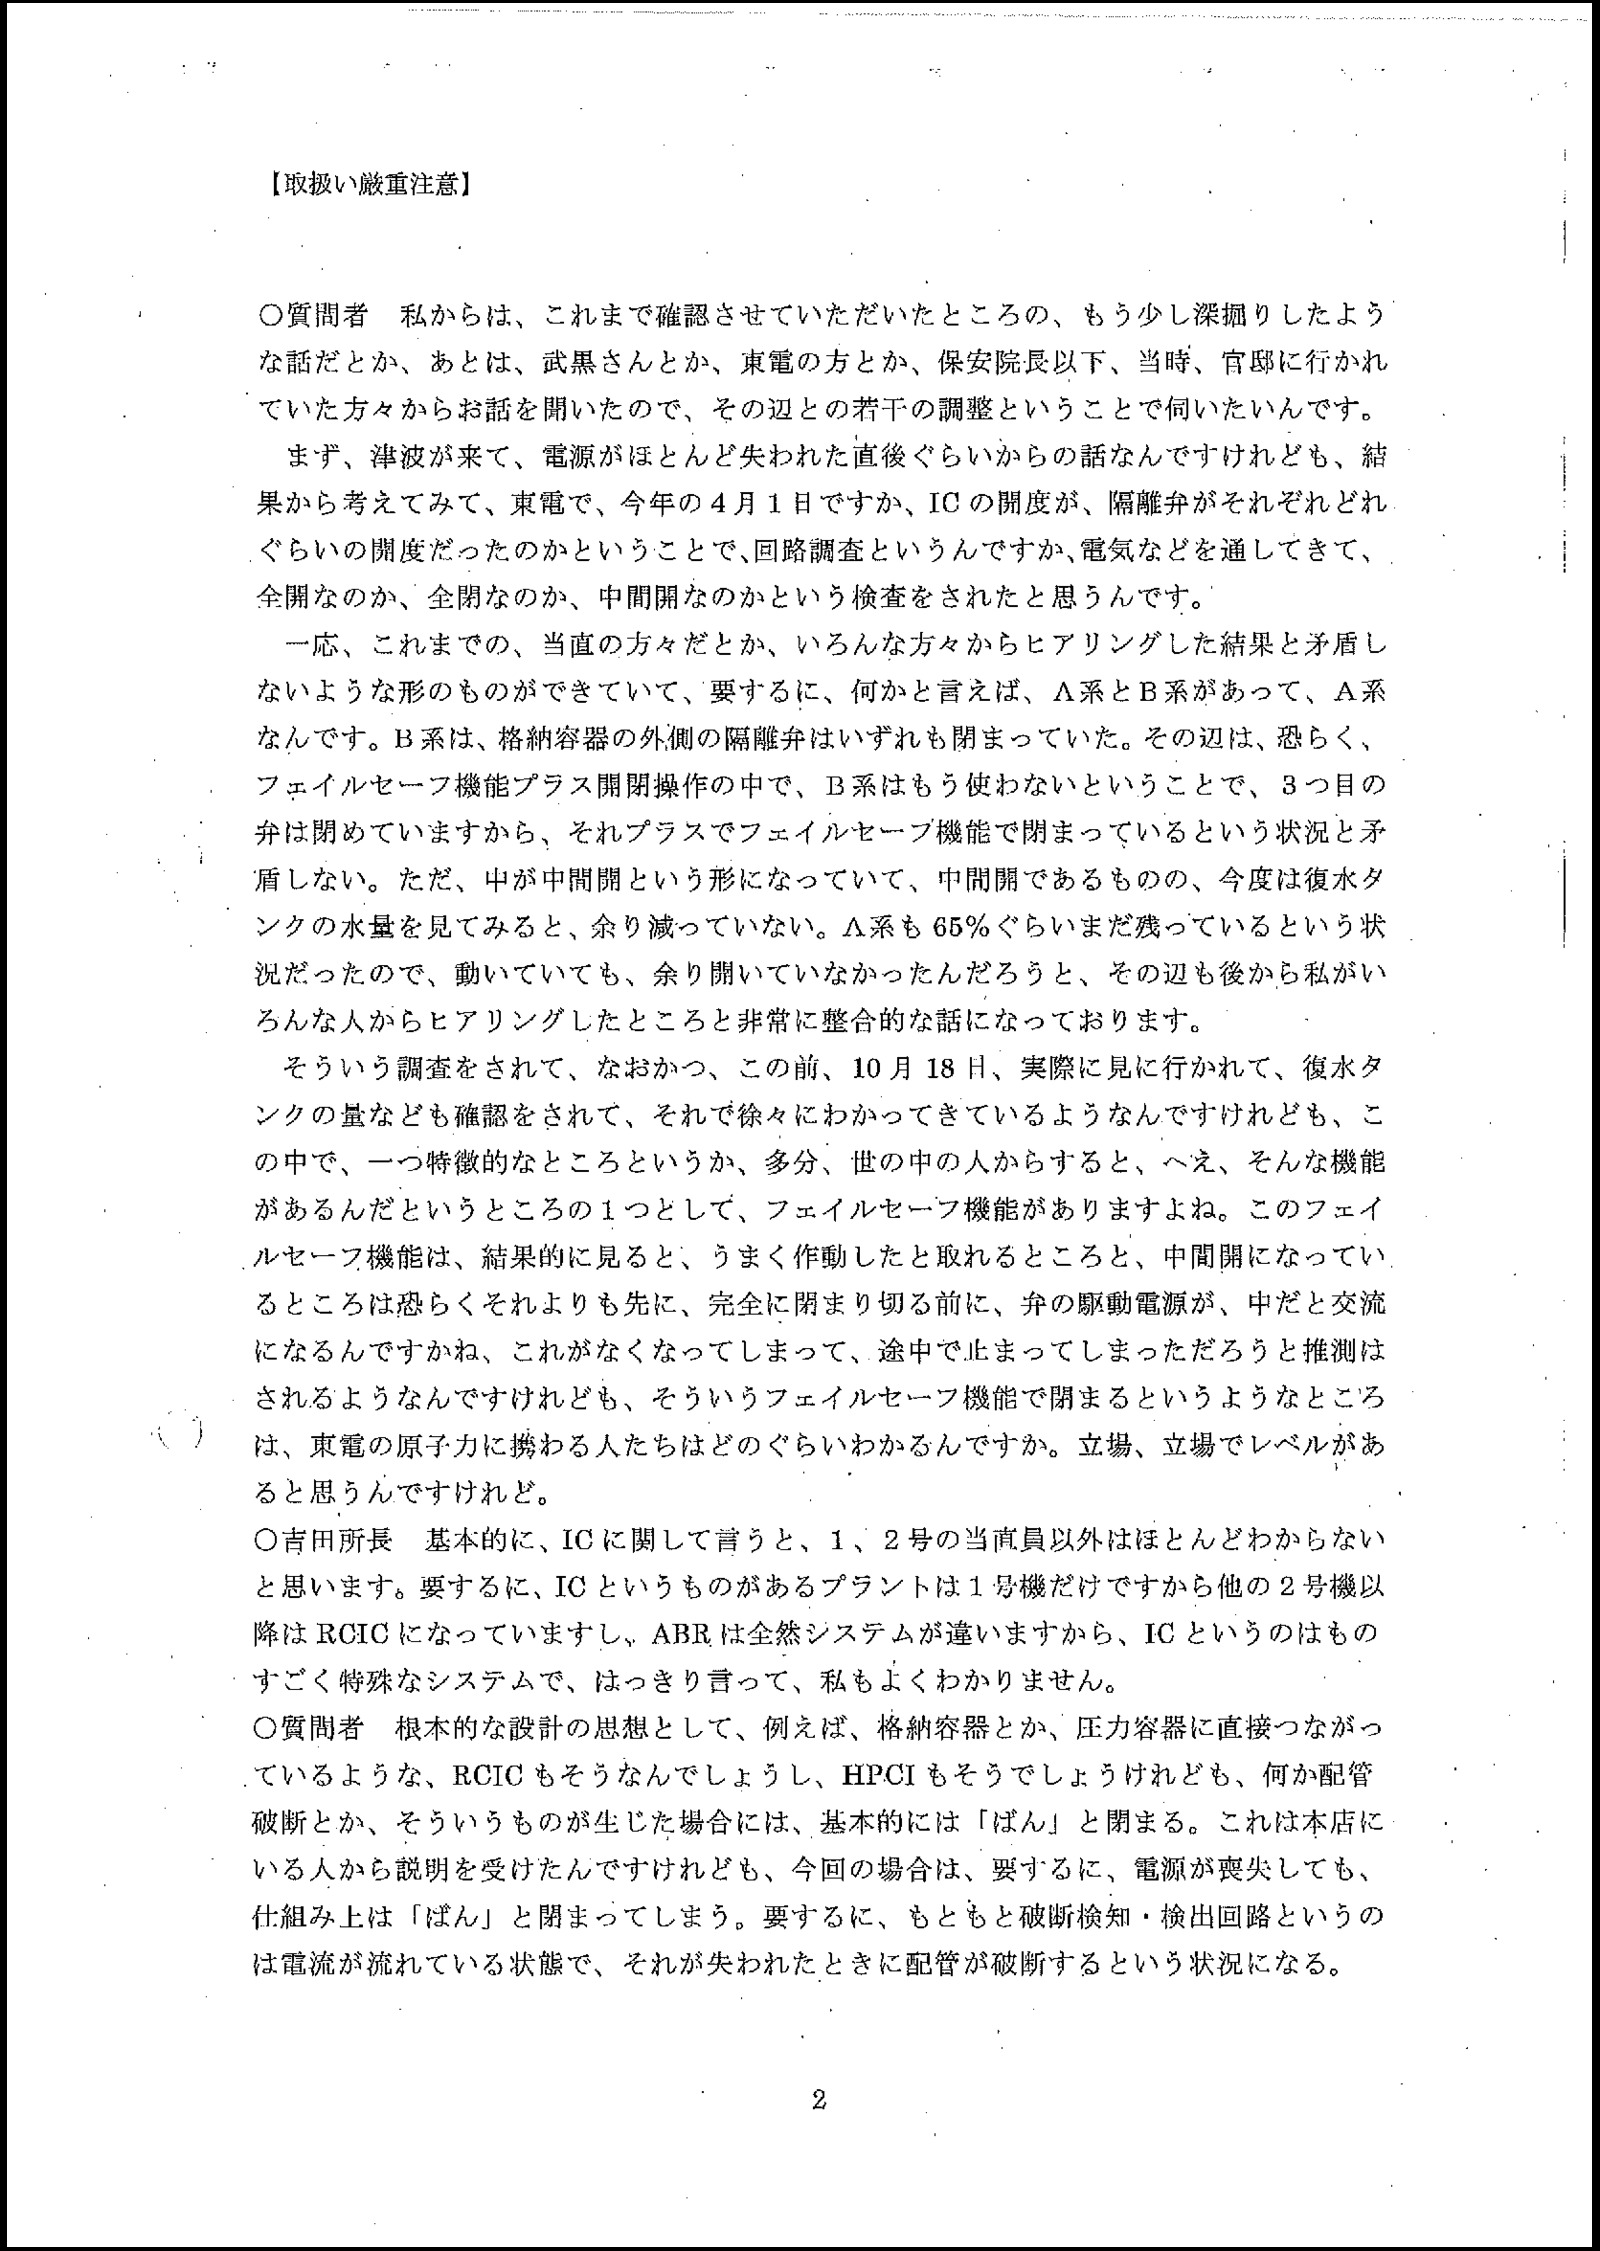 【取扱い厳重注意】
○質問者　私からは、これまで確認させていただいたところの、もう少し深掘りしたよう
な話だとか、あとは、武黒さんとか、東電の方とか、保安院長以下、当時、官邸に行かれ
ていた方々からお話を聞いたので、その辺との若干の調整ということで伺いたいんです。
　まず、津波が来て、電源がほとんど失われた直後ぐらいからの話なんですけれども、結
果から考えてみて、東電で、今年の４月１日ですか、IC の開度が、隔離弁がそれぞれどれ
ぐらいの開度だったのかということで、回路調査というんですか、電気などを通してきて、
全開なのか、全閉なのか、中間開なのかという検査をされたと思うんです。
　一応、これまでの、当直の方々だとか、いろんな方々からヒアリングした結果と矛盾し
ないような形のものができていて、要するに、何かと言えば、A系とB系があって、A系
なんです。B系は、格納容器の外側の隔離弁はいずれも閉まっていた。その辺は、恐らく、
フェイルセーフ機能プラス開閉操作の中で、B系はもう使わないということで、３つ目の
弁は閉めていますから、それプラスでフェイルセーフ機能で閉まっているという状況と矛
盾しない。ただ、中が中間開という形になっていて、中間開であるものの、今度は復水タ
ンクの水量を見てみると、余り減っていない。A系も 65%ぐらいまだ残っているという状
況だったので、動いていても、余り開いていなかったんだろうと、その辺も後から私がい
ろんな人からヒアリングしたところと非常に整合的な話になっております。
　そういう調査をされて、なおかつ、この前、10 月 18 日、実際に見に行かれて、復水タ
ンクの量なども確認をされて、それで徐々にわかってきているようなんですけれども、こ
の中で、一つ特徴的なところというか、多分、世の中の人からすると、へえ、そんな機能
があるんだというところの１つとして、フェイルセーフ機能がありますよね。このフェイ
ルセーフ機能は、結果的に見ると、うまく作動したと取れるところと、中間開になってい
るところは恐らくそれよりも先に、完全に閉まり切る前に、弁の駆動電源が、中だと交流
になるんですかね、これがなくなってしまって、途中で止まってしまっただろうと推測は
されるようなんですけれども、そういうフェイルセーフ機能で閉まるというようなところ
は、東電の原子力に携わる人たちはどのぐらいわかるんですか。立場、立場でレベルがあ
ると思うんですけれど。
○吉田所長　基本的に、IC に関して言うと、１、２号の当直員以外はほとんどわからない
と思います。要するに、IC というものがあるプラントは１号機だけですから他の２号機以
降は RCIC になっていますし、ABR は全然システムが違いますから、IC というのはもの
すごく特殊なシステムで、はっきり言って、私もよくわかりません。
○質問者　根本的な設計の思想として、例えば、格納容器とか、圧力容器に直接つながっ
ているような、RCIC もそうなんでしょうし、HPCI もそうでしょうけれども、何か配管
破断とか、そういうものが生じた場合には、基本的には「ばん」と閉まる。これは本店に
いる人から説明を受けたんですけれども、今回の場合は、要するに、電源が喪失しても、
仕組み上は「ばん」と閉まってしまう。要するに、もともと破断検知・検出回路というの
は電流が流れている状態で、それが失われたときに配管が破断するという状況になる。
2